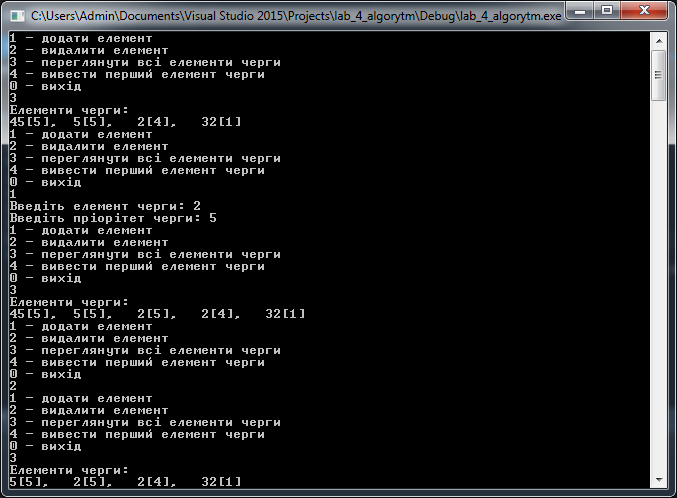 C:\Users\Admin\Documents\Visual Studio 2015\Projects\lab_4_algorytm\Debug\lab_4_algorytm.exe
1 - додати елемент
2 - видалити елемент
3 - переглянути всі елементи черги
4 - вивести перший елемент черги
0 - вихід
3
Елементи черги:
45[5],  5[5],   2[4],   32[1]
1 - додати елемент
2 - видалити елемент
3 - переглянути всі елементи черги
4 - вивести перший елемент черги
0 - вихід
1
Введіть елемент черги: 2
Введіть пріорітет черги: 5
1 - додати елемент
2 - видалити елемент
3 - переглянути всі елементи черги
4 - вивести перший елемент черги
0 - вихід
3
Елементи черги:
45[5],  5[5],   2[5],   2[4],   32[1]
1 - додати елемент
2 - видалити елемент
3 - переглянути всі елементи черги
4 - вивести перший елемент черги
0 - вихід
2
1 - додати елемент
2 - видалити елемент
3 - переглянути всі елементи черги
4 - вивести перший елемент черги
0 - вихід
3
Елементи черги:
5[5],   2[5],   2[4],   32[1]